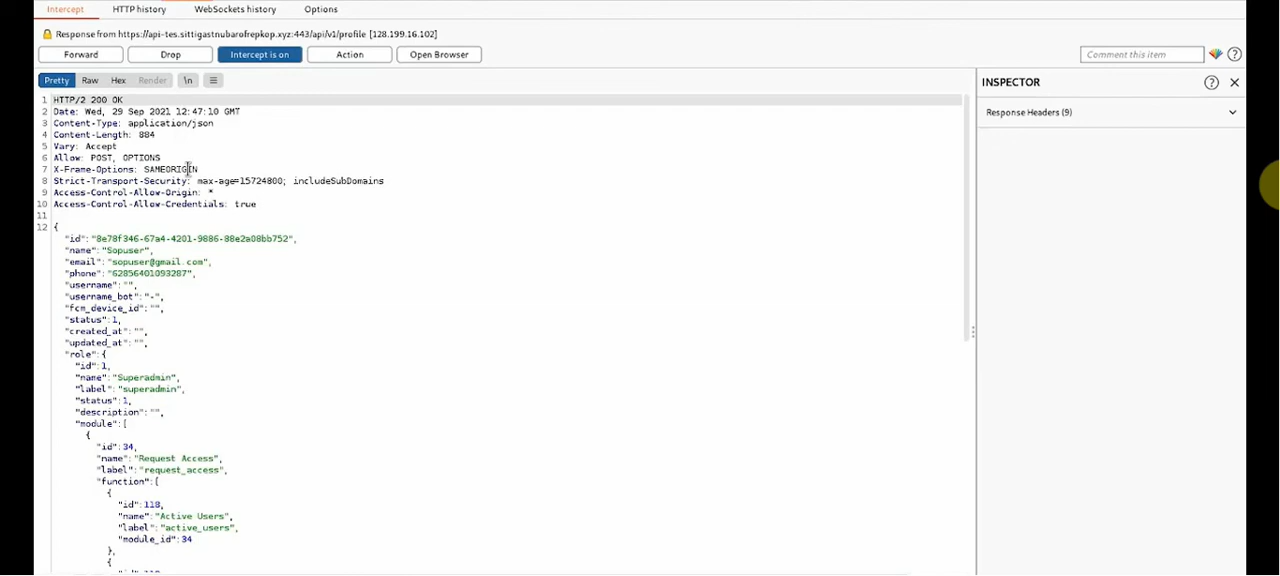 Intercept HTTP history WebSockets history Options
Response from https://api-tes.sittigastnubarofrepkop.xyz:443/api/v1/profile [128.199.16.102]
Forward Drop Intercept is on Action Open Browser Comment this item
Pretty Raw Hex Render \n
INSPECTOR
Response Headers (9)
1 HTTP/2 200 OK
2 Date: Wed, 29 Sep 2021 12:47:10 GMT
3 Content-Type: application/json
4 Content-Length: 884
5 Vary: Accept
6 Allow: POST, OPTIONS
7 X-Frame-Options: SAMEORIGIN
8 Strict-Transport-Security: max-age=15724800; includeSubDomains
9 Access-Control-Allow-Origin: *
10 Access-Control-Allow-Credentials: true
11
12 {
"id":"8e78f346-67a4-4201-9886-88e2a08bb752",
"name":"Sopuser",
"email":"sopuser@gmail.com",
"phone":"62856401093287",
"username":"",
"username_bot":"-",
"fcm_device_id":"",
"status":1,
"created_at":"",
"updated_at":"",
"role":{
"id":1,
"name":"Superadmin",
"label":"superadmin",
"status":1,
"description":"",
"module":[
{
"id":34,
"name":"Request Access",
"label":"request_access",
"function":[
{
"id":118,
"name":"Active Users",
"label":"active_users",
"module_id":34
},
{